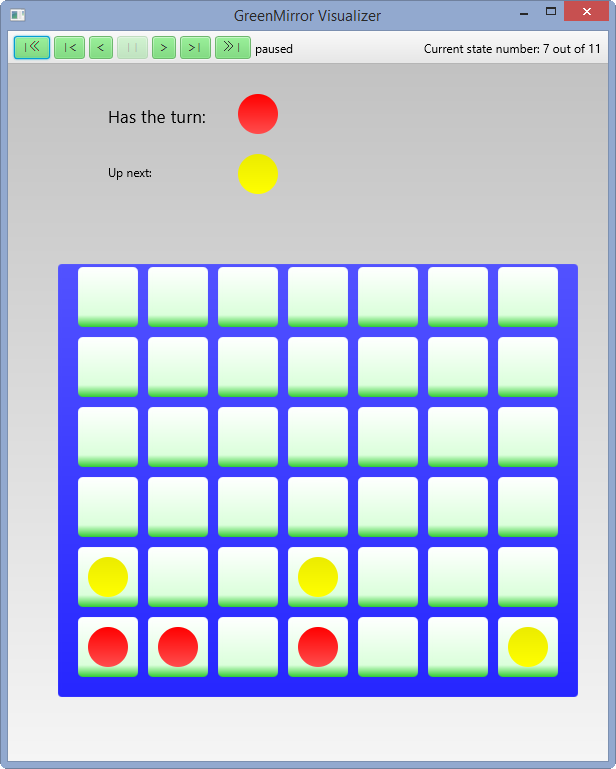 GreenMirror Visualizer
|≪ |< < || > >| ≫| paused Current state number: 7 out of 11
Has the turn:
Up next: